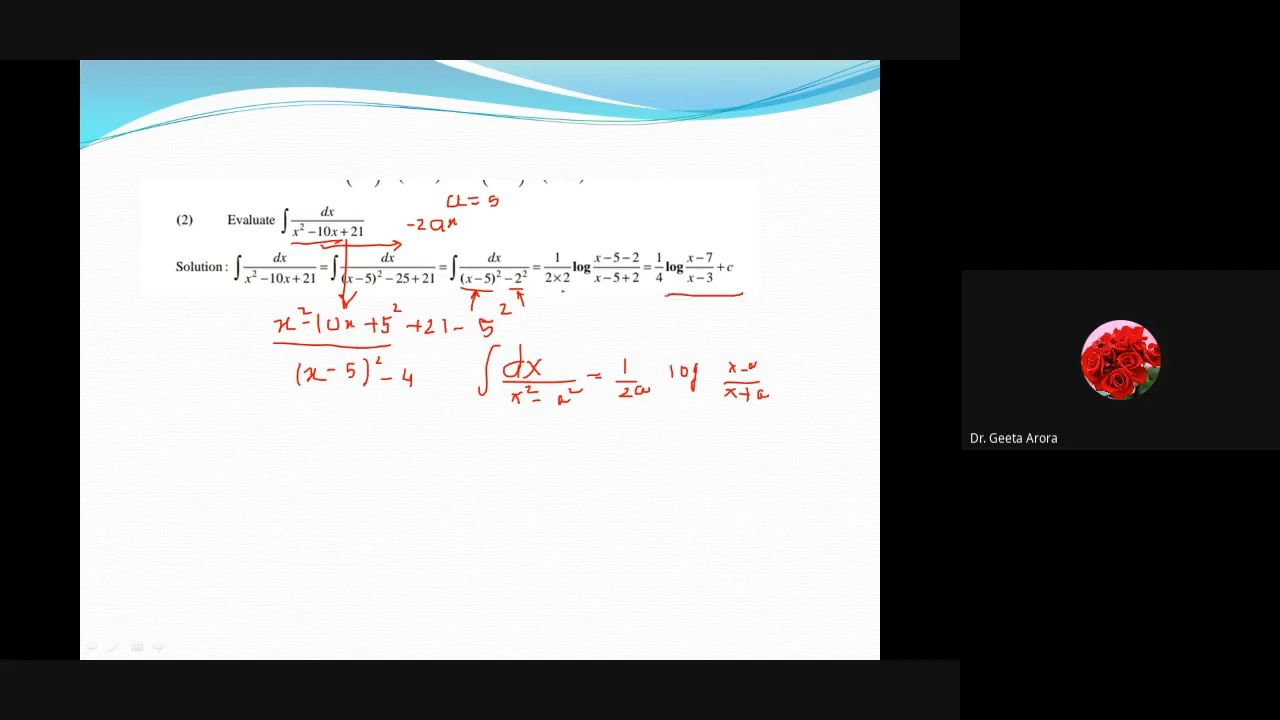 a = 5
(2) Evaluate ∫ dx / (x² − 10x + 21)
-2ax
Solution : ∫ dx / (x² − 10x + 21) = ∫ dx / ((x − 5)² − 25 + 21) = ∫ dx / ((x − 5)² − 2²) = 1 / (2×2) log (x − 5 − 2) / (x − 5 + 2) = 1/4 log (x − 7) / (x − 3) + c
x² - 10x + 5² + 21 - 5²
(x - 5)² - 4
∫ dx / (x² - a²) = 1 / 2a log (x - a) / (x + a)
Dr. Geeta Arora